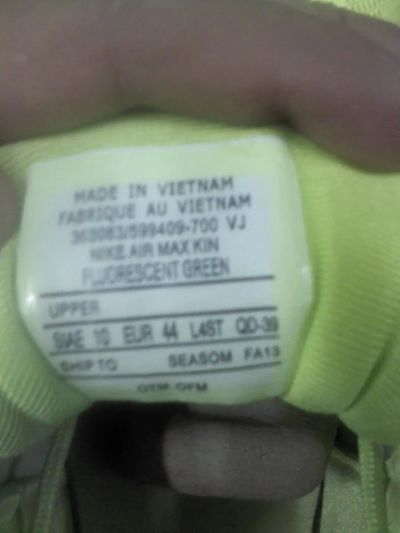 MADE IN VIETNAM
FABRIQUE AU VIETNAM
363083/599409-700 VJ
NIKE AIR MAX KIN
FLUORESCENT GREEN
UPPER
SIAE 10 EUR 44 L4ST QD-39
SHIP TO SEASOM FA13